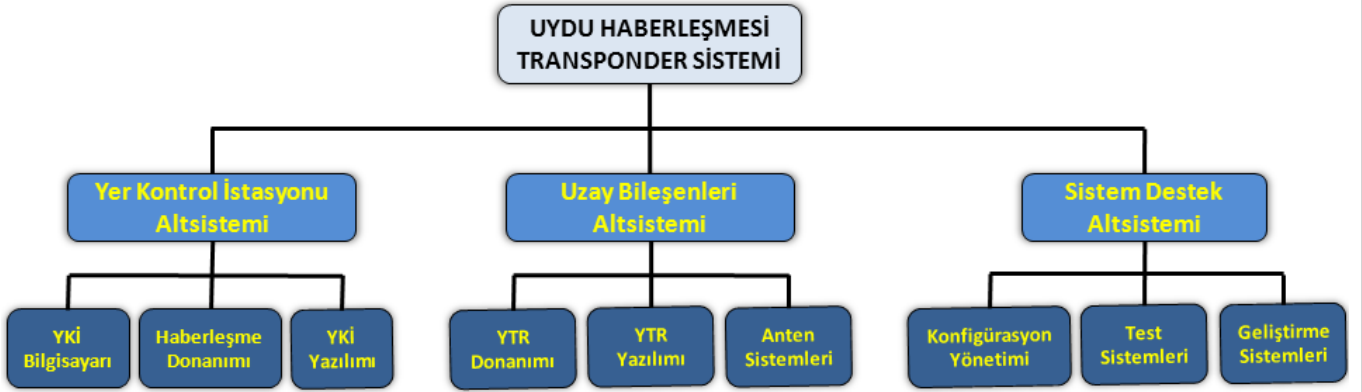 UYDU HABERLEŞMESİ
TRANSPONDER SİSTEMİ
Yer Kontrol İstasyonu
Altsistemi
Uzay Bileşenleri
Altsistemi
Sistem Destek
Altsistemi
YKİ
Bilgisayarı
Haberleşme
Donanımı
YKİ
Yazılımı
YTR
Donanımı
YTR
Yazılımı
Anten
Sistemleri
Konfigürasyon
Yönetimi
Test
Sistemleri
Geliştirme
Sistemleri